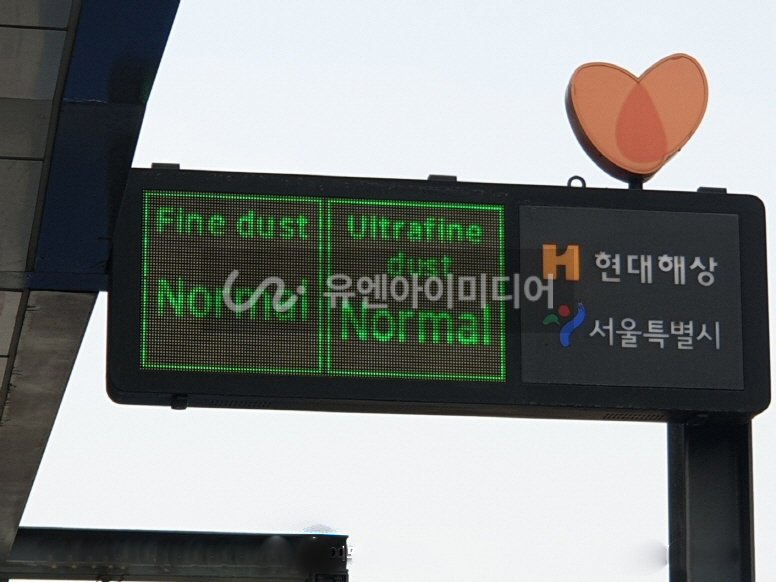 Fine dust
Normal
Ultrafine
dust
Normal
현대해상
서울특별시
유엔아이미디어